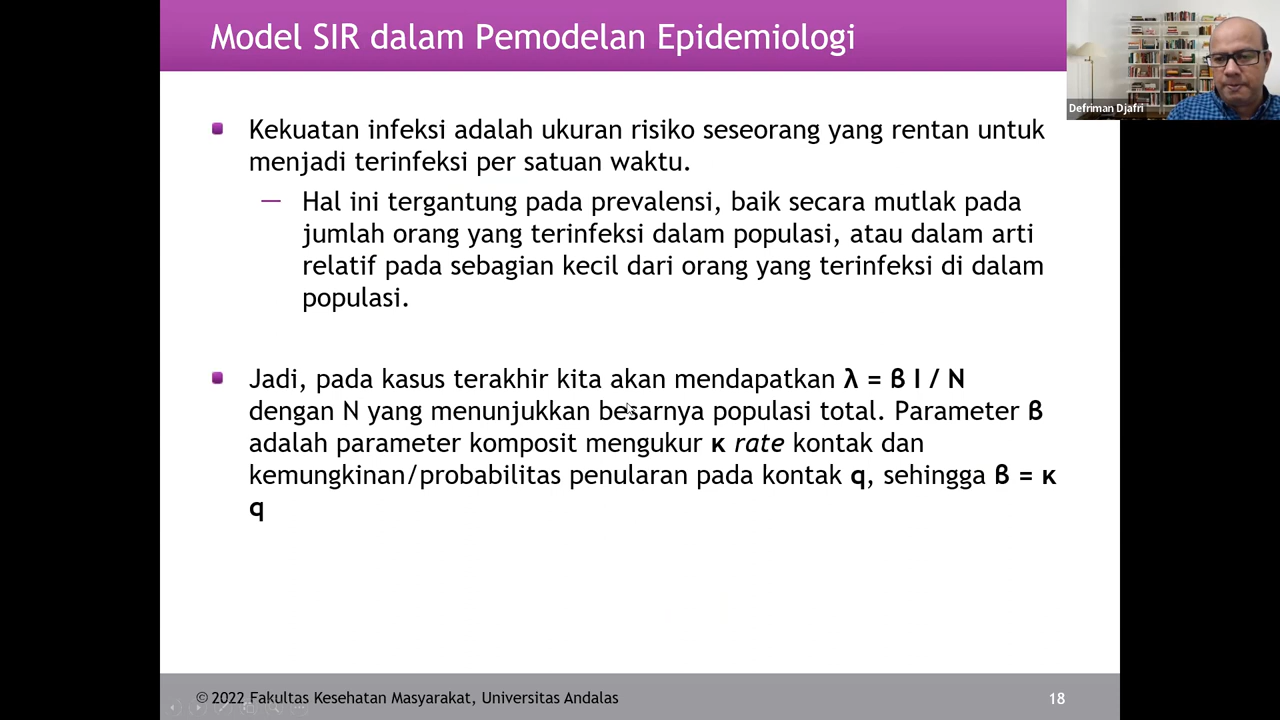 Model SIR dalam Pemodelan Epidemiologi
Defriman Djafri
Kekuatan infeksi adalah ukuran risiko seseorang yang rentan untuk
menjadi terinfeksi per satuan waktu.
— Hal ini tergantung pada prevalensi, baik secara mutlak pada
jumlah orang yang terinfeksi dalam populasi, atau dalam arti
relatif pada sebagian kecil dari orang yang terinfeksi di dalam
populasi.
Jadi, pada kasus terakhir kita akan mendapatkan λ = β I / N
dengan N yang menunjukkan besarnya populasi total. Parameter β
adalah parameter komposit mengukur κ rate kontak dan
kemungkinan/probabilitas penularan pada kontak q, sehingga β = κ
q
© 2022 Fakultas Kesehatan Masyarakat, Universitas Andalas
18